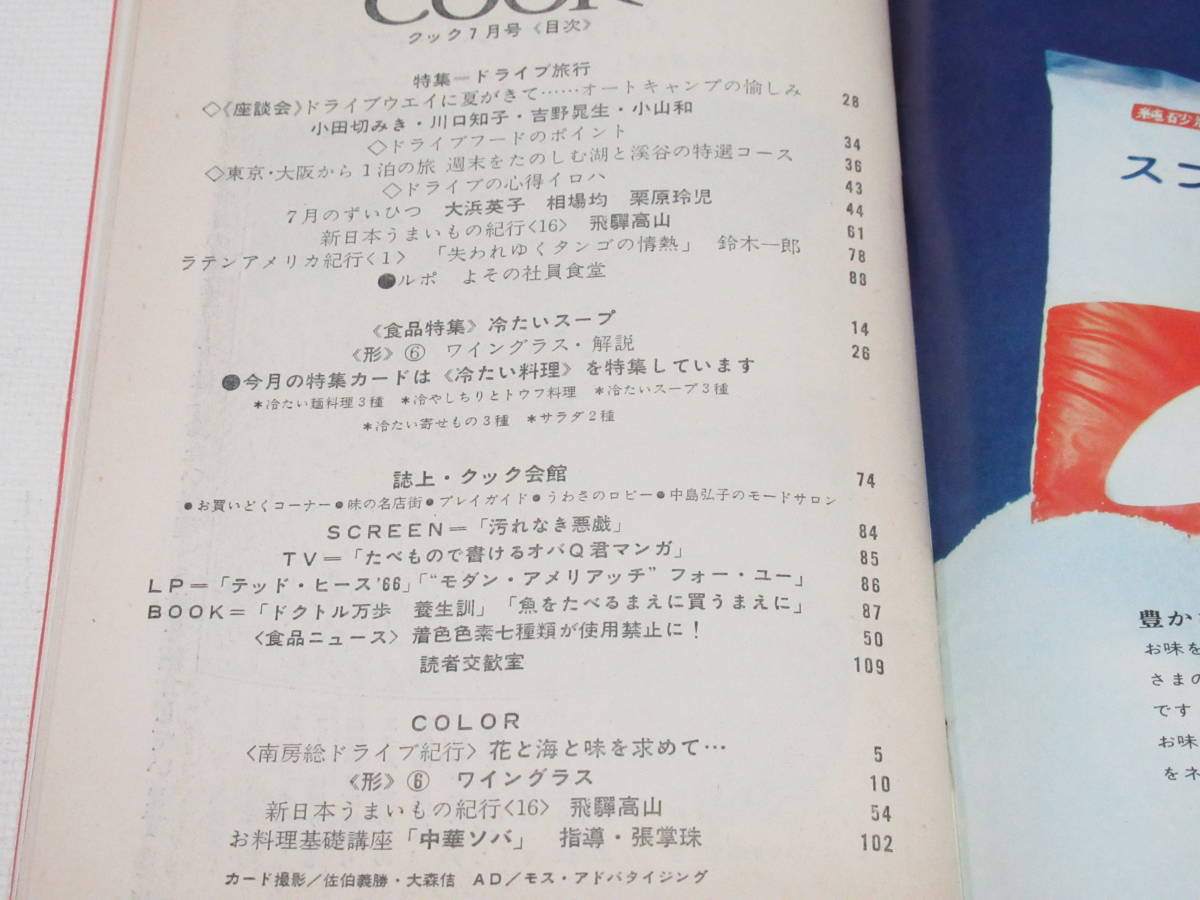 COOK
クック7月号《目次》
特集＝ドライブ旅行
◇《座談会》ドライブウエイに夏がきて……オートキャンプの愉しみ 28
小田切みき・川口知子・吉野晃生・小山和
◇ドライブフードのポイント 34
◇東京・大阪から1泊の旅 週末をたのしむ湖と渓谷の特選コース 36
◇ドライブの心得イロハ 43
7月のずいひつ 大浜英子 相場均 栗原玲児 44
新日本うまいもの紀行〈16〉 飛驒高山 61
ラテンアメリカ紀行〈1〉 「失われゆくタンゴの情熱」 鈴木一郎 78
●ルポ よその社員食堂 88
《食品特集》冷たいスープ 14
《形》⑥ ワイングラス・解説 26
●今月の特集カードは《冷たい料理》を特集しています
＊冷たい麺料理3種 ＊冷やしちりとトウフ料理 ＊冷たいスープ3種
＊冷たい寄せもの3種 ＊サラダ2種
誌上・クック会館 74
●お買いどくコーナー●味の名店街●プレイガイド●うわさのロビー●中島弘子のモードサロン
SCREEN＝「汚れなき悪戯」 84
TV＝「たべもので書けるオバQ君マンガ」 85
LP＝「テッド・ヒース'66」「“モダン・アメリアッチ”フォー・ユー」 86
BOOK＝「ドクトル万歩 養生訓」「魚をたべるまえに買うまえに」 87
〈食品ニュース〉着色色素七種類が使用禁止に！ 50
読者交歓室 109
COLOR
〈南房総ドライブ紀行〉花と海と味を求めて… 5
《形》⑥ ワイングラス 10
新日本うまいもの紀行〈16〉 飛驒高山 54
お料理基礎講座「中華ソバ」 指導・張掌珠 102
カード撮影／佐伯義勝・大森信 AD／モス・アドバタイジング
純砂
スプ
豊か
お味を
さまの
です
お味
をネ